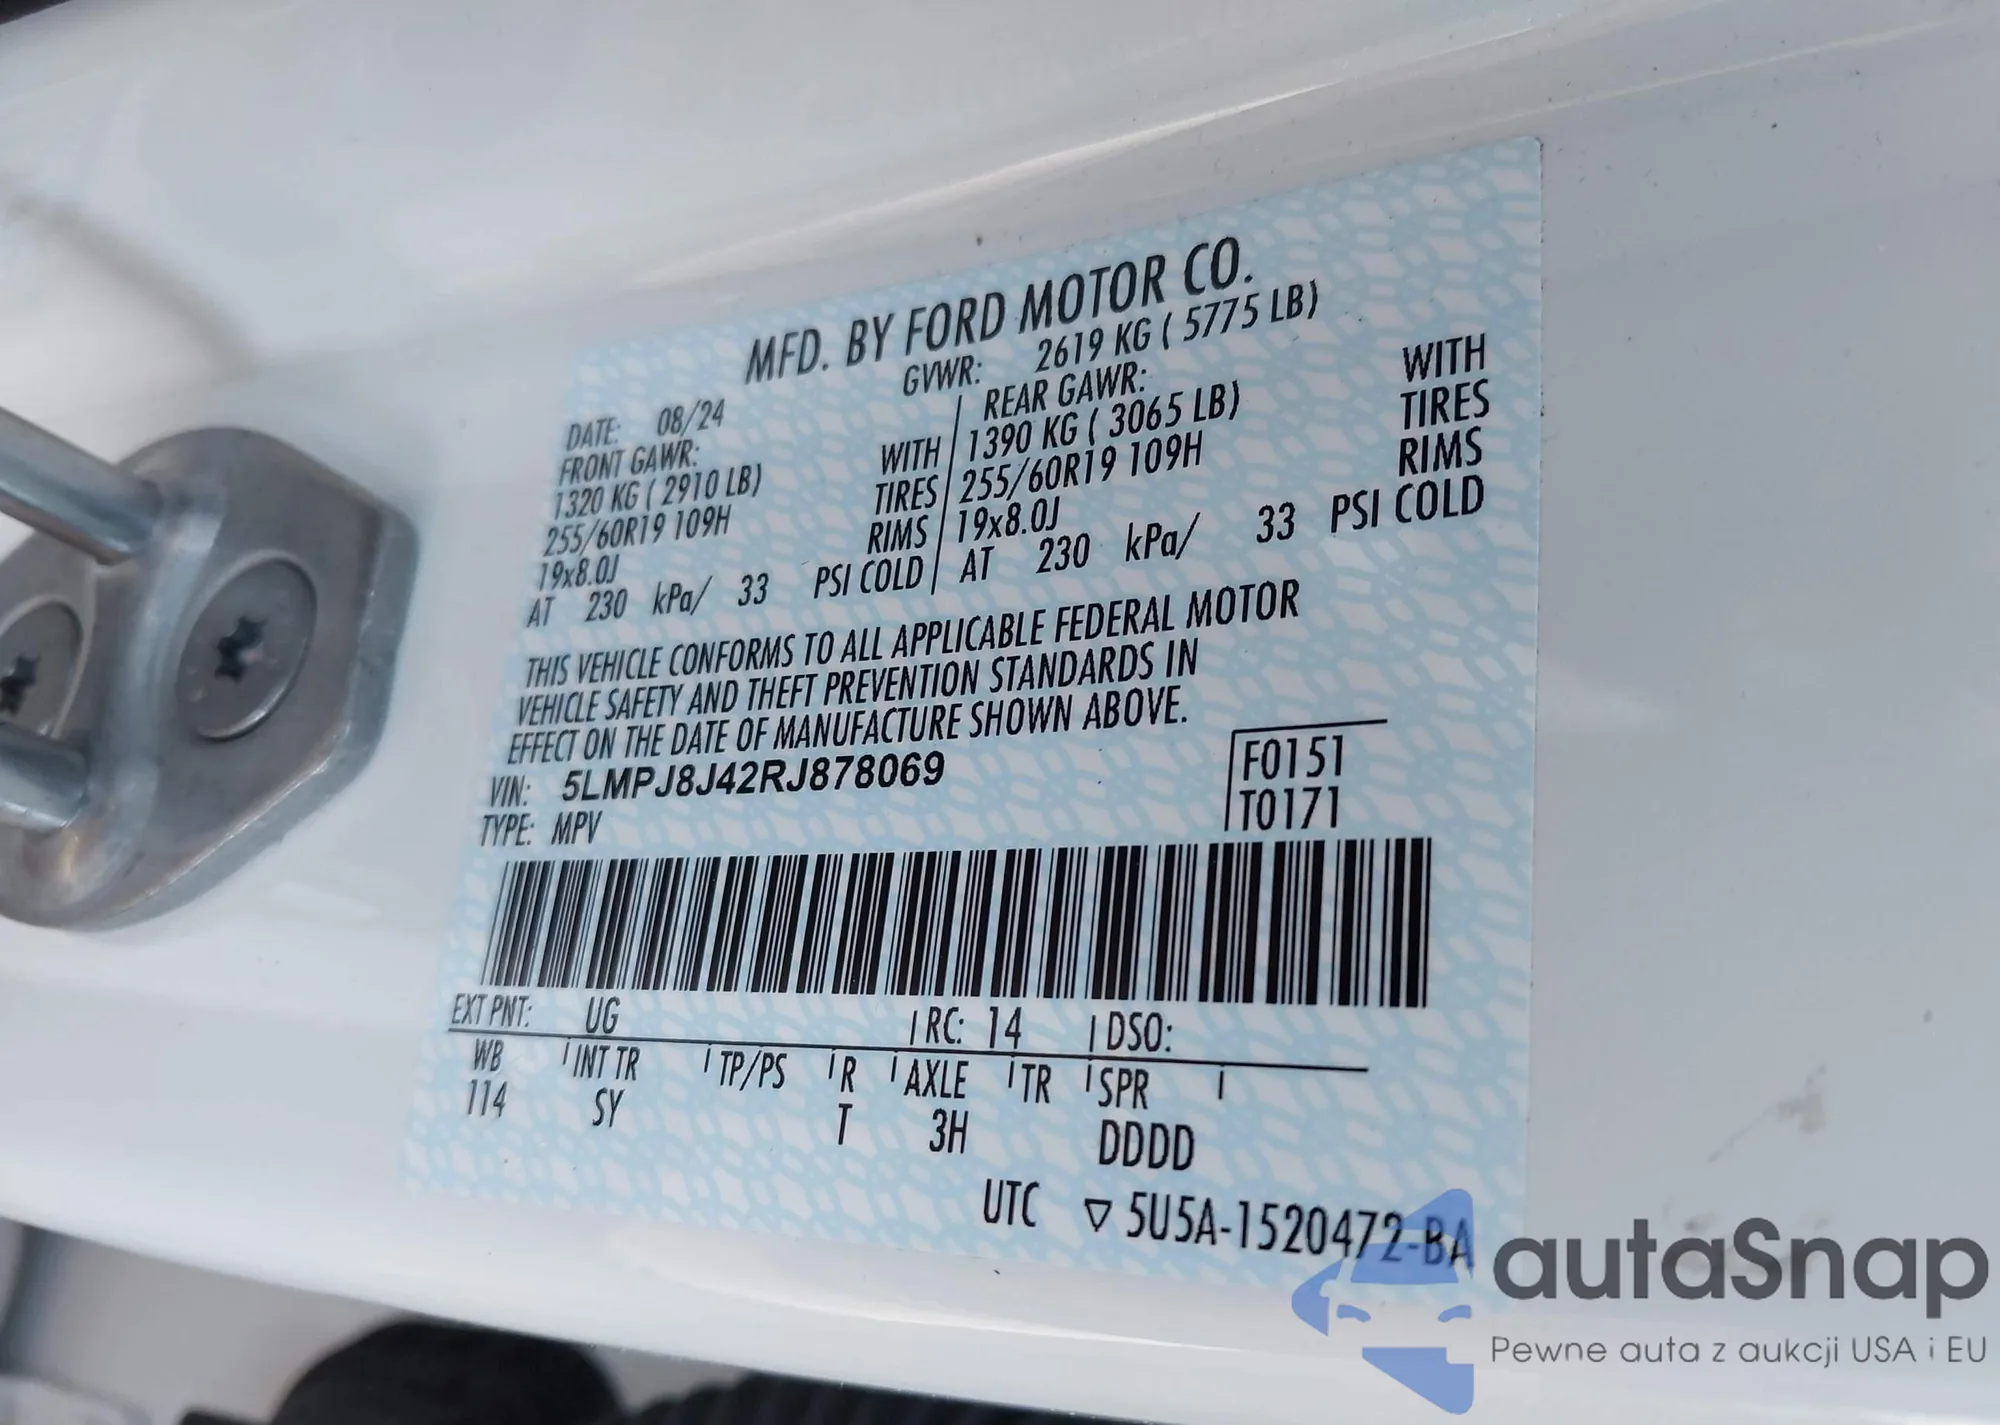 MFD. BY FORD MOTOR CO.
DATE: 08/24 GVWR: 2619 KG ( 5775 LB)
FRONT GAWR: REAR GAWR:
1320 KG ( 2910 LB) WITH 1390 KG ( 3065 LB) WITH
255/60R19 109H TIRES 255/60R19 109H TIRES
19x8.0J RIMS 19x8.0J RIMS
AT 230 kPa/ 33 PSI COLD AT 230 kPa/ 33 PSI COLD
THIS VEHICLE CONFORMS TO ALL APPLICABLE FEDERAL MOTOR
VEHICLE SAFETY AND THEFT PREVENTION STANDARDS IN
EFFECT ON THE DATE OF MANUFACTURE SHOWN ABOVE.
VIN: 5LMPJ8J42RJ878069 F0151
TYPE: MPV T0171
EXT PNT: UG RC: 14 DSO:
WB INT TR TP/PS R AXLE TR SPR
114 SY T 3H DDDD
UTC ▽ 5U5A-1520472-BA
autaSnap
Pewne auta z aukcji USA i EU